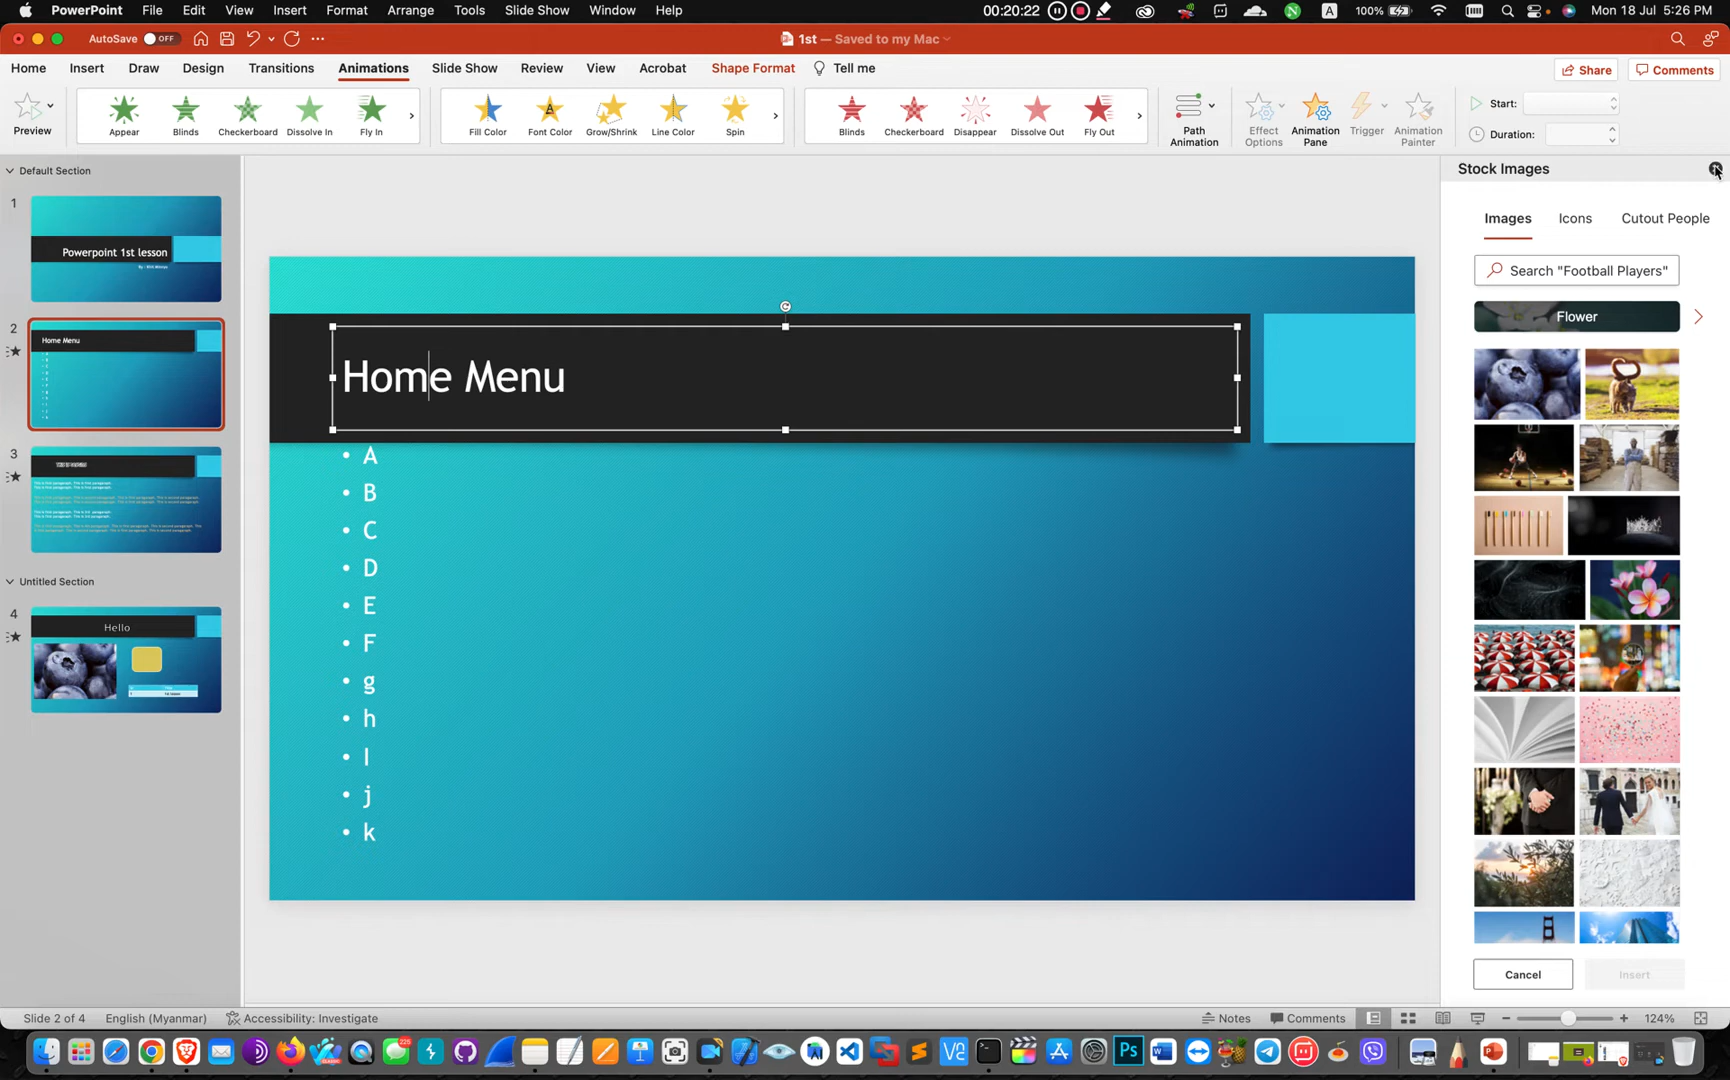 PowerPoint File Edit View Insert Format Arrange Tools Slide Show Window Help 00:20:22 100% Mon 18 Jul 5:26 PM
AutoSave OFF 1st — Saved to my Mac
Home Insert Draw Design Transitions Animations Slide Show Review View Acrobat Shape Format Tell me Share Comments
Preview
Appear Blinds Checkerboard Dissolve In Fly In
Fill Color Font Color Grow/Shrink Line Color Spin
Blinds Checkerboard Disappear Dissolve Out Fly Out
Path Animation
Effect Options
Animation Pane
Trigger
Animation Painter
Start:
Duration:
Default Section
1
Powerpoint 1st lesson
2
Home Menu
3
Untitled Section
4
Hello
Home Menu
• A
• B
• C
• D
• E
• F
• g
• h
• I
• j
• k
Stock Images
Images Icons Cutout People
Search "Football Players"
Flower
Cancel Insert
Slide 2 of 4 English (Myanmar) Accessibility: Investigate Notes Comments 124%